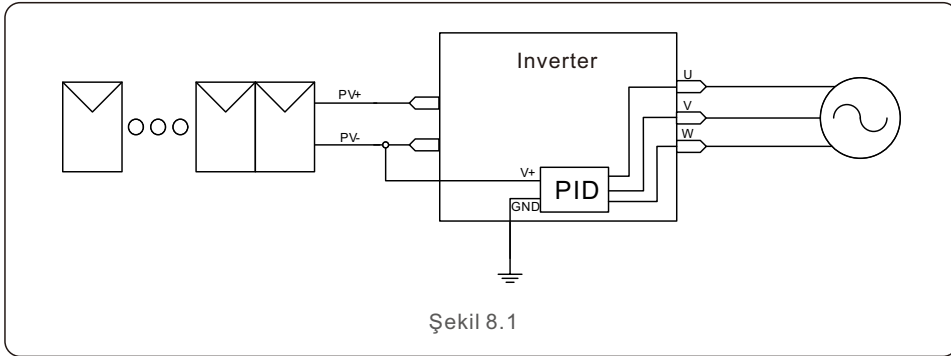 Inverter
PV+
PV-
U
V
W
V+
PID
GND
Şekil 8.1